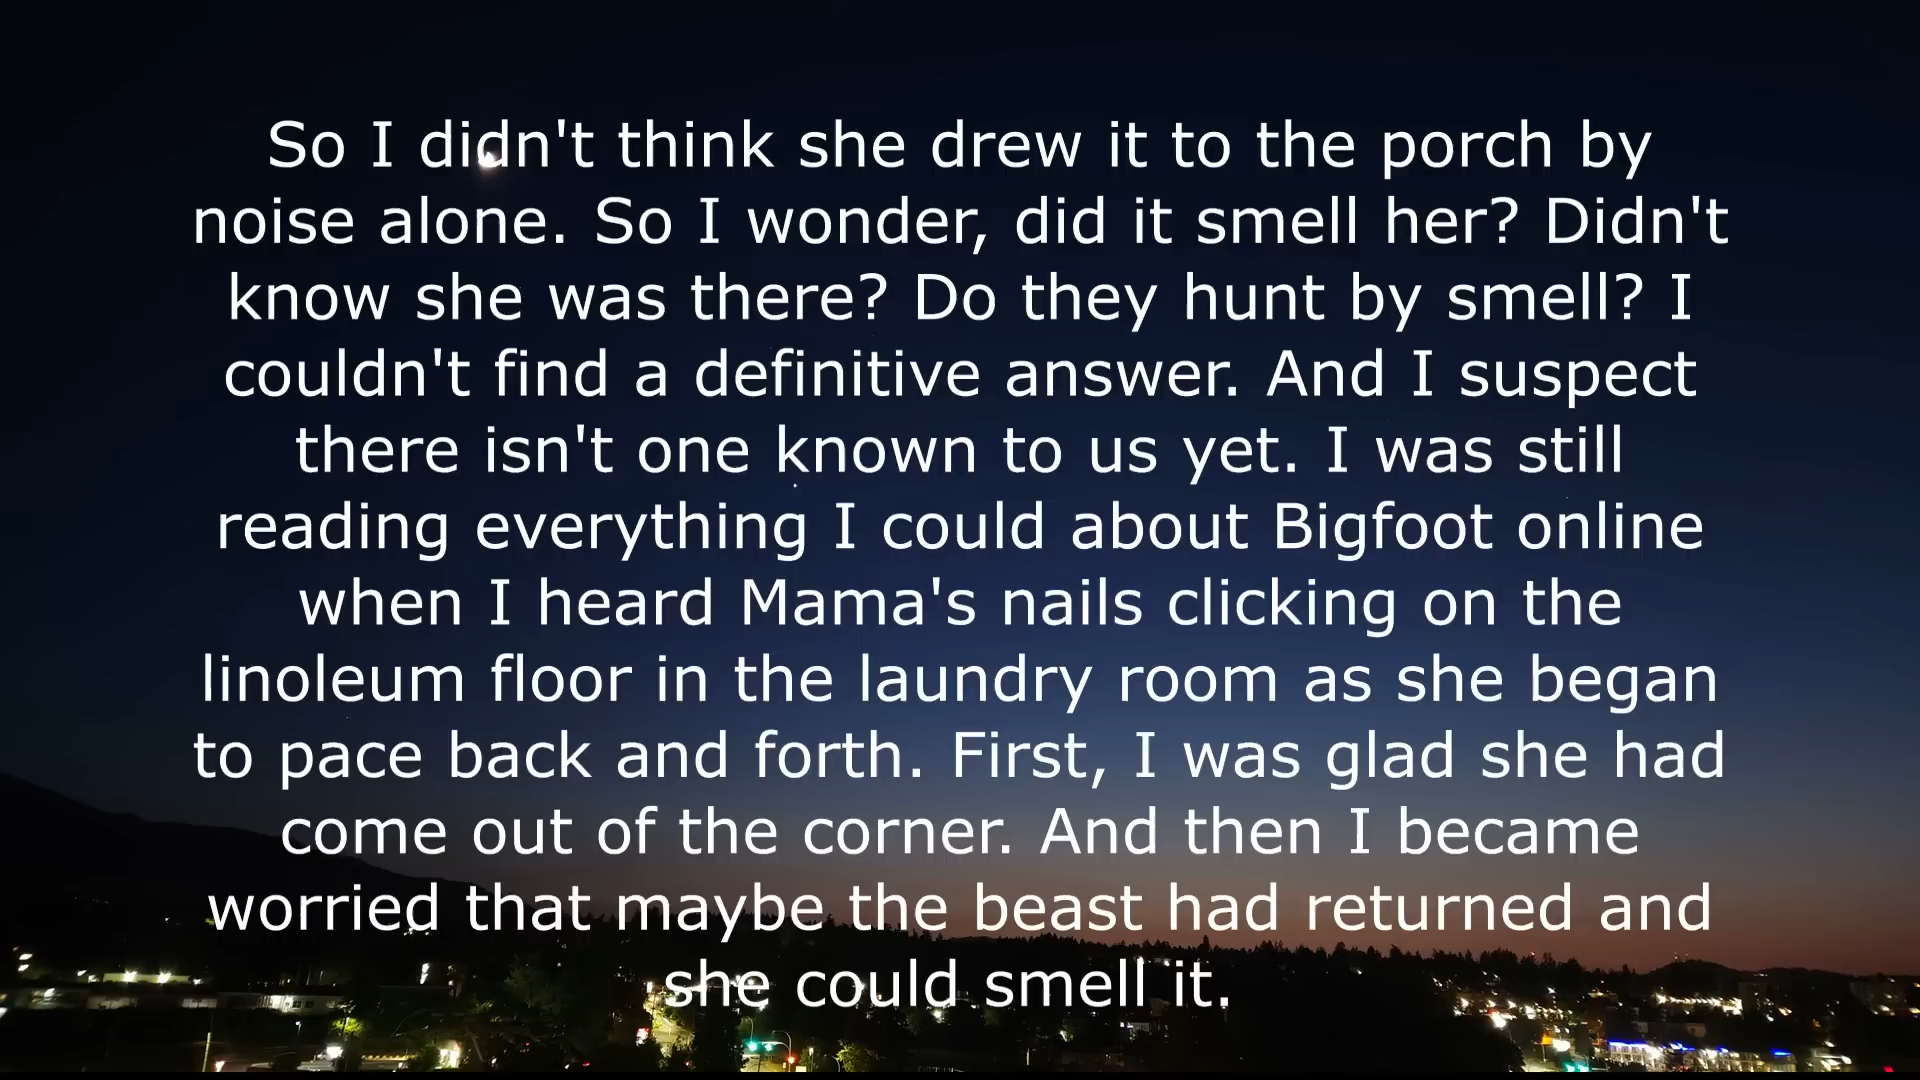 So I didn't think she drew it to the porch by
noise alone. So I wonder, did it smell her? Didn't
know she was there? Do they hunt by smell? I
couldn't find a definitive answer. And I suspect
there isn't one known to us yet. I was still
reading everything I could about Bigfoot online
when I heard Mama's nails clicking on the
linoleum floor in the laundry room as she began
to pace back and forth. First, I was glad she had
come out of the corner. And then I became
worried that maybe the beast had returned and
she could smell it.